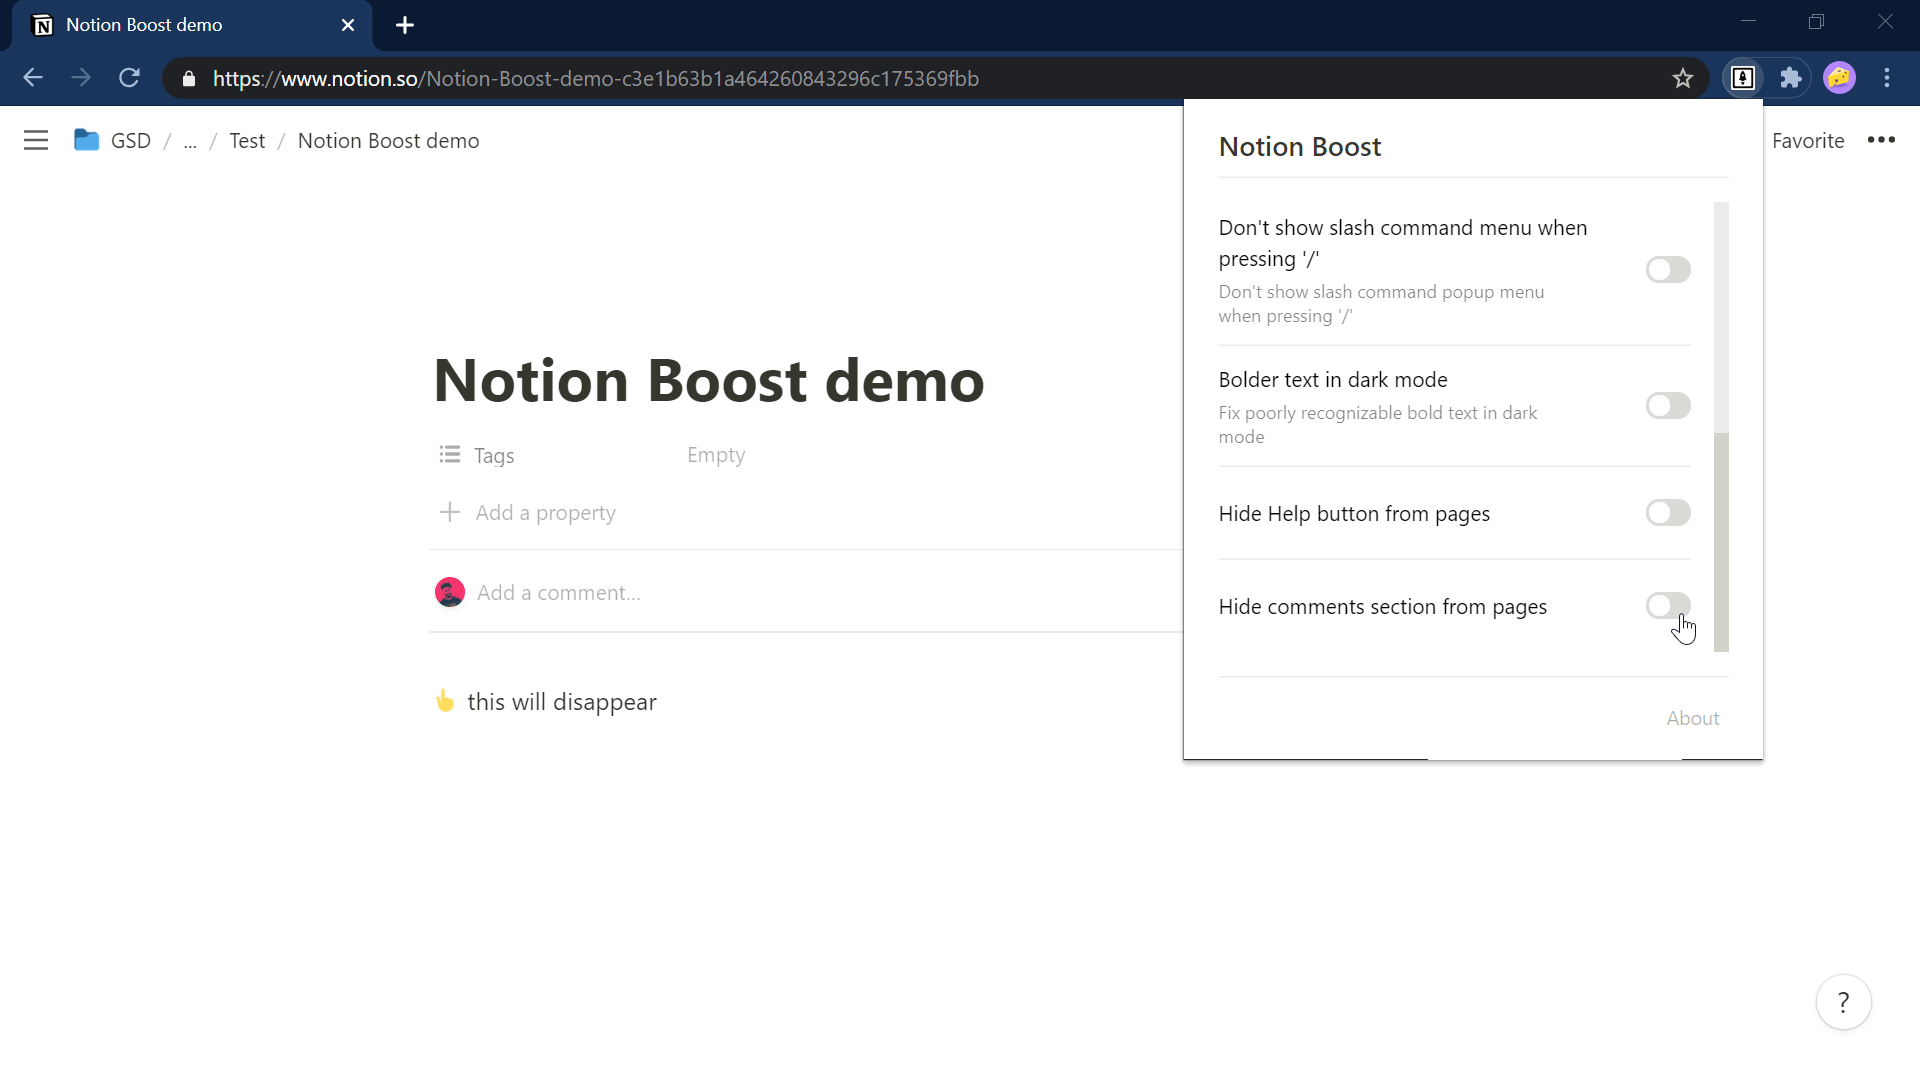 Notion Boost demo
https://www.notion.so/Notion-Boost-demo-c3e1b63b1a464260843296c175369fbb
GSD / ... / Test / Notion Boost demo
Favorite
Notion Boost demo
Tags Empty
Add a property
Add a comment...
👆 this will disappear
Notion Boost
Don't show slash command menu when
pressing '/'
Don't show slash command popup menu
when pressing '/'
Bolder text in dark mode
Fix poorly recognizable bold text in dark
mode
Hide Help button from pages
Hide comments section from pages
About
?